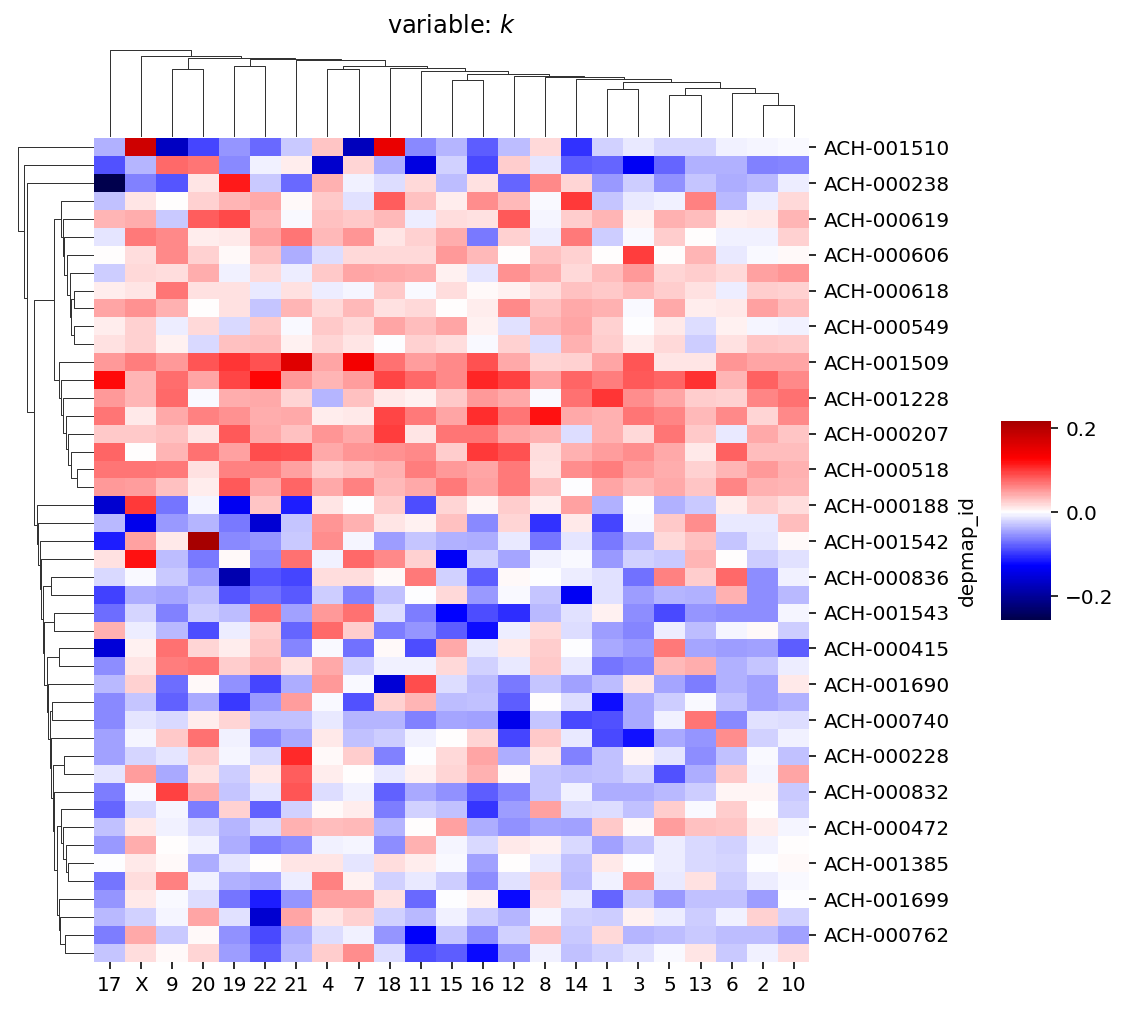 variable: k
ACH-001510
ACH-000238
ACH-000619
ACH-000606
ACH-000618
ACH-000549
ACH-001509
ACH-001228
ACH-000207
ACH-000518
ACH-000188
ACH-001542
ACH-000836
ACH-001543
ACH-000415
ACH-001690
ACH-000740
ACH-000228
ACH-000832
ACH-000472
ACH-001385
ACH-001699
ACH-000762
depmap_id
0.2
0.0
−0.2
17 X 9 20 19 22 21 4 7 18 11 15 16 12 8 14 1 3 5 13 6 2 10